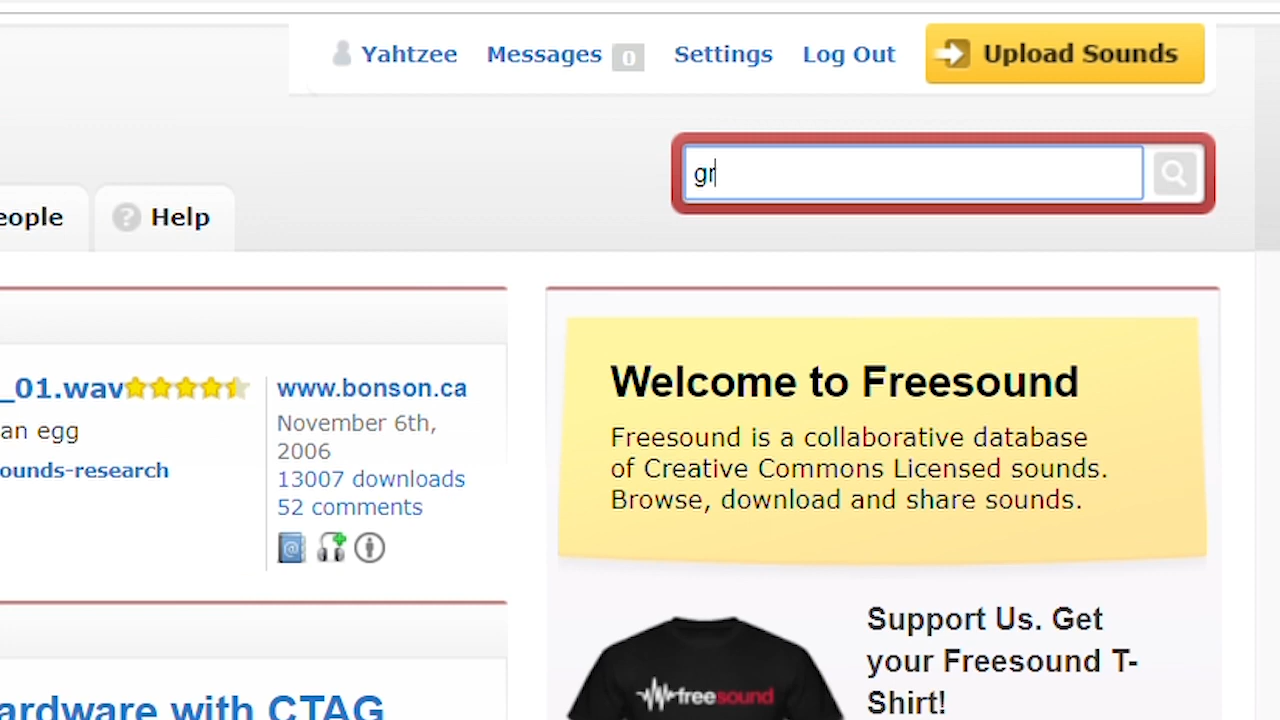 Yahtzee Messages 0 Settings Log Out Upload Sounds
gr
eople Help
_01.wav
an egg
ounds-research
www.bonson.ca
November 6th,
2006
13007 downloads
52 comments
Welcome to Freesound
Freesound is a collaborative database
of Creative Commons Licensed sounds.
Browse, download and share sounds.
ardware with CTAG
freesound
Support Us. Get
your Freesound T-
Shirt!